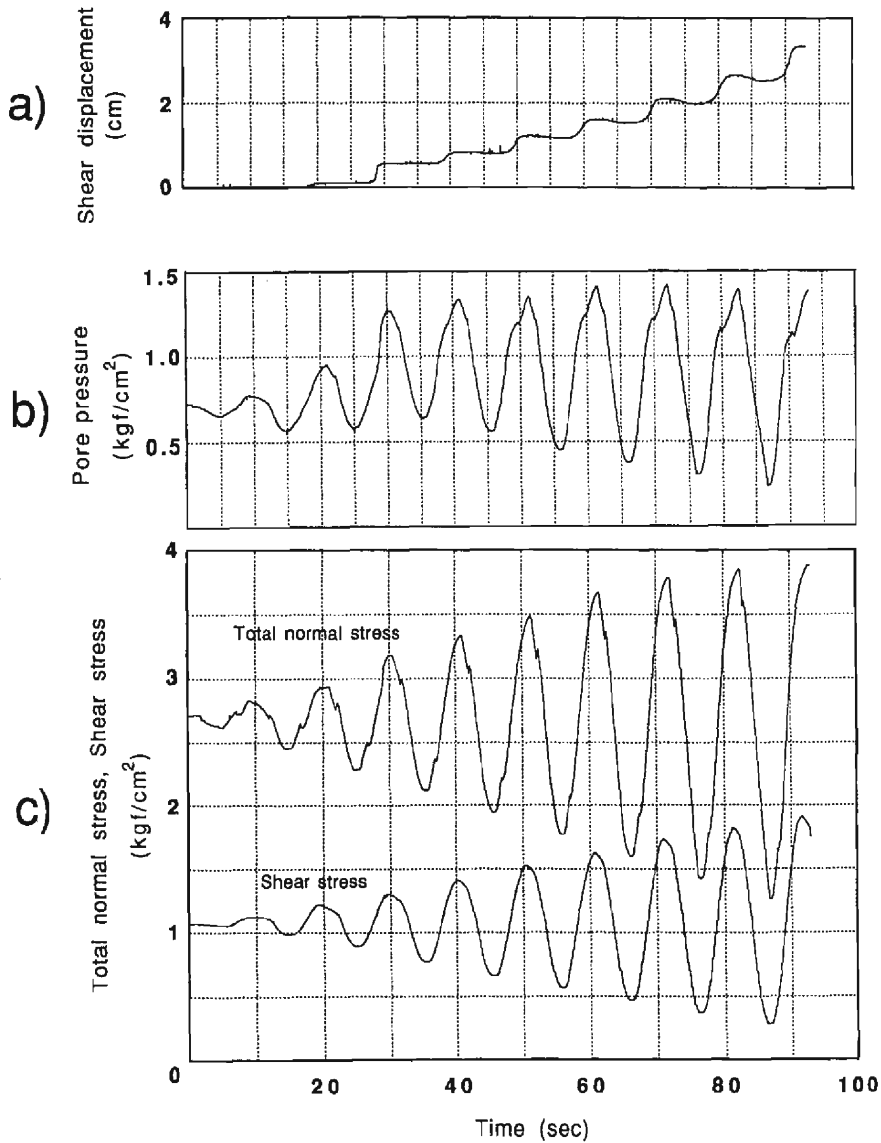 a)
Shear displacement
(cm)
4
2
0
b)
Pore pressure
(kgf/cm2)
1.5
1.0
0.5
c)
Total normal stress, Shear stress
(kgf/cm2)
4
3
2
1
0
Total normal stress
Shear stress
20 40 60 80 100
Time (sec)